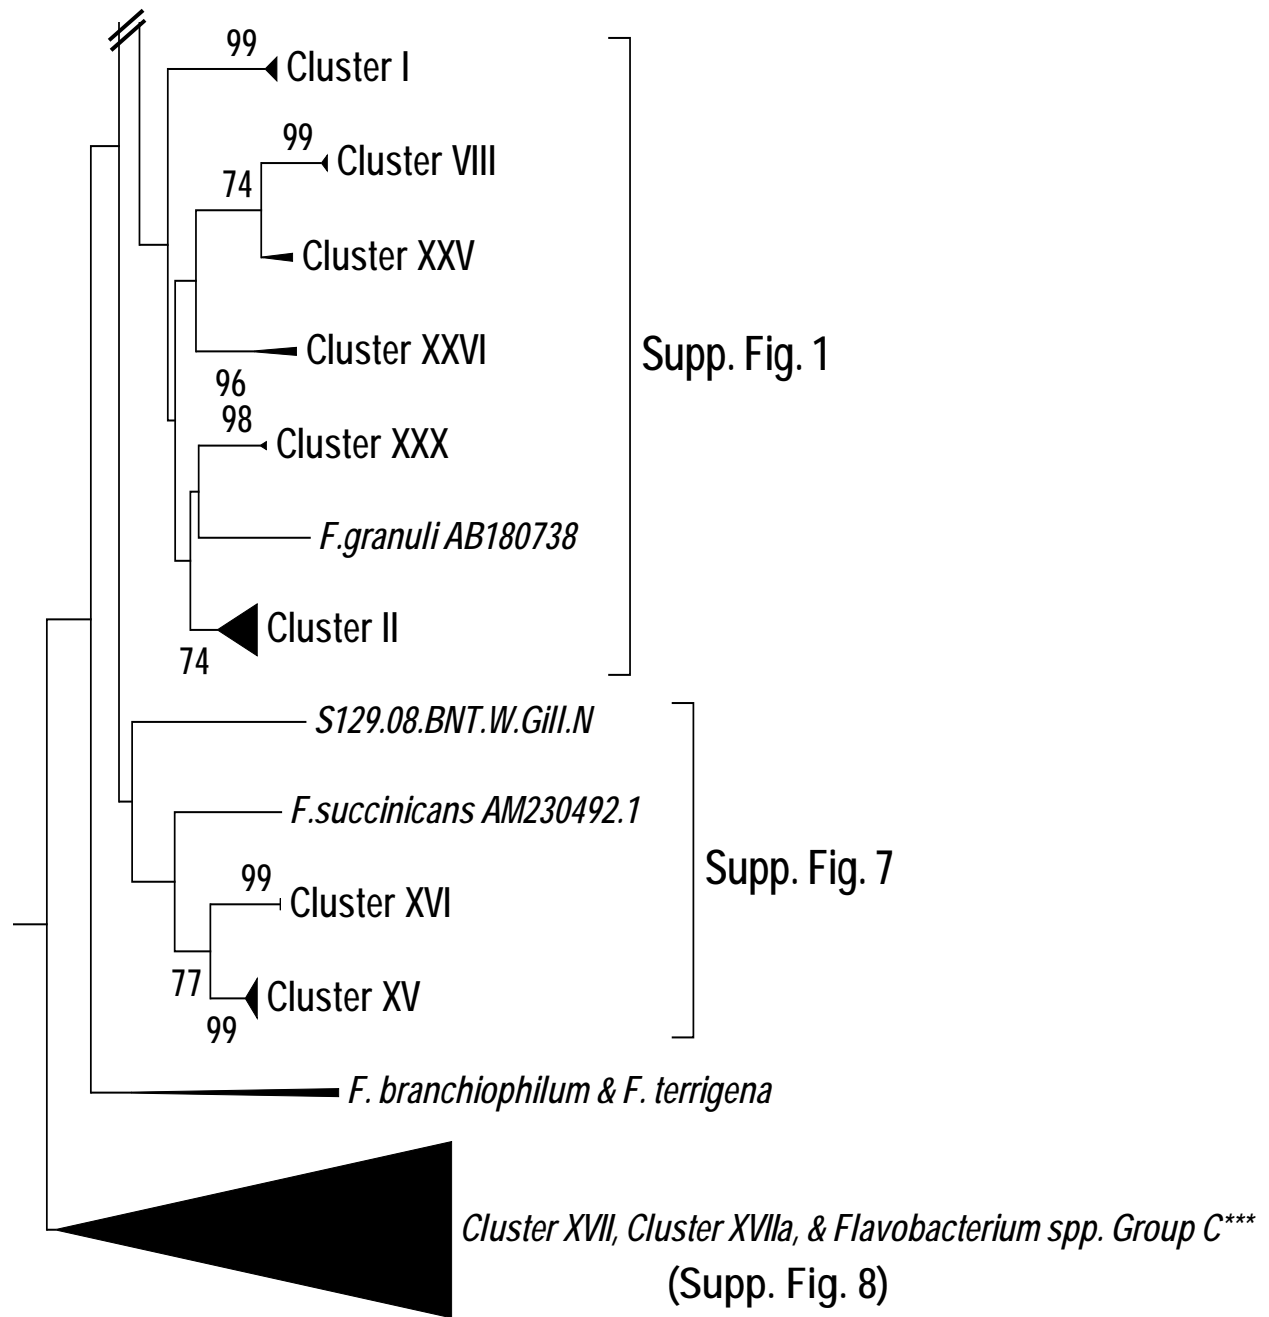 99
Cluster I
99
Cluster VIII
74
Cluster XXV
Cluster XXVI
Supp. Fig. 1
96
98
Cluster XXX
F.granuli AB180738
Cluster II
74
S129.08.BNT.W.Gill.N
F.succinicans AM230492.1
Supp. Fig. 7
99
Cluster XVI
77
Cluster XV
99
F. branchiophilum & F. terrigena
Cluster XVII, Cluster XVIIa, & Flavobacterium spp. Group C***
(Supp. Fig. 8)